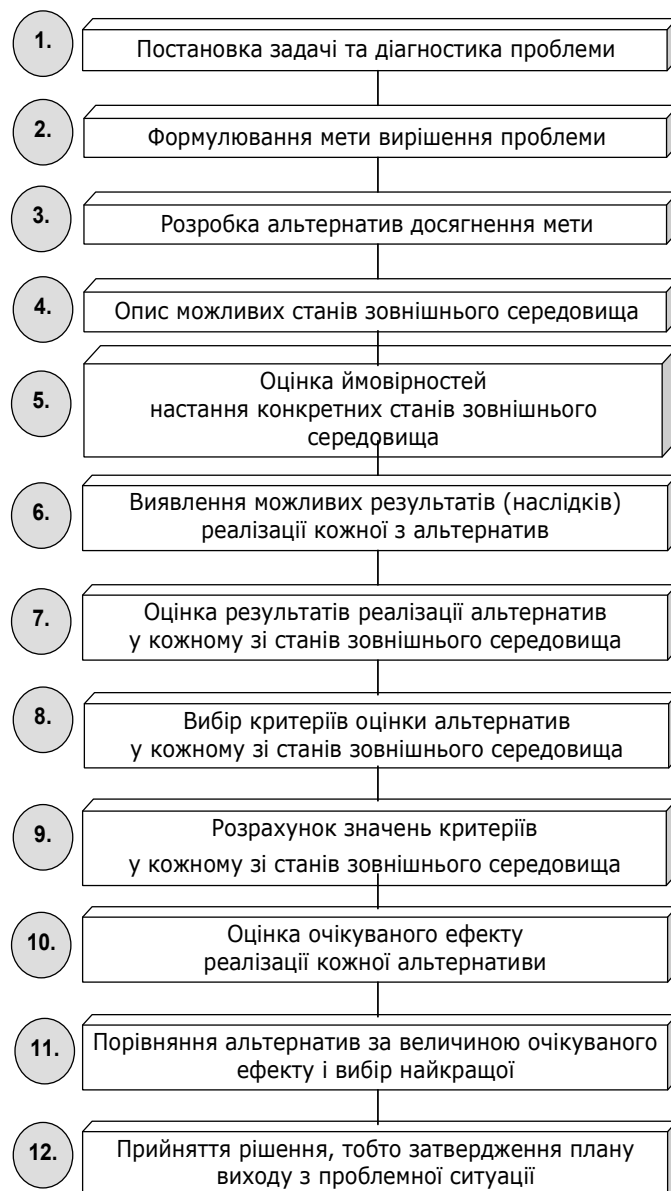 1.
Постановка задачі та діагностика проблеми
2.
Формулювання мети вирішення проблеми
3.
Розробка альтернатив досягнення мети
4.
Опис можливих станів зовнішнього середовища
5.
Оцінка ймовірностей
настання конкретних станів зовнішнього
середовища
6.
Виявлення можливих результатів (наслідків)
реалізації кожної з альтернатив
7.
Оцінка результатів реалізації альтернатив
у кожному зі станів зовнішнього середовища
8.
Вибір критеріїв оцінки альтернатив
у кожному зі станів зовнішнього середовища
9.
Розрахунок значень критеріїв
у кожному зі станів зовнішнього середовища
10.
Оцінка очікуваного ефекту
реалізації кожної альтернативи
11.
Порівняння альтернатив за величиною очікуваного
ефекту і вибір найкращої
12.
Прийняття рішення, тобто затвердження плану
виходу з проблемної ситуації